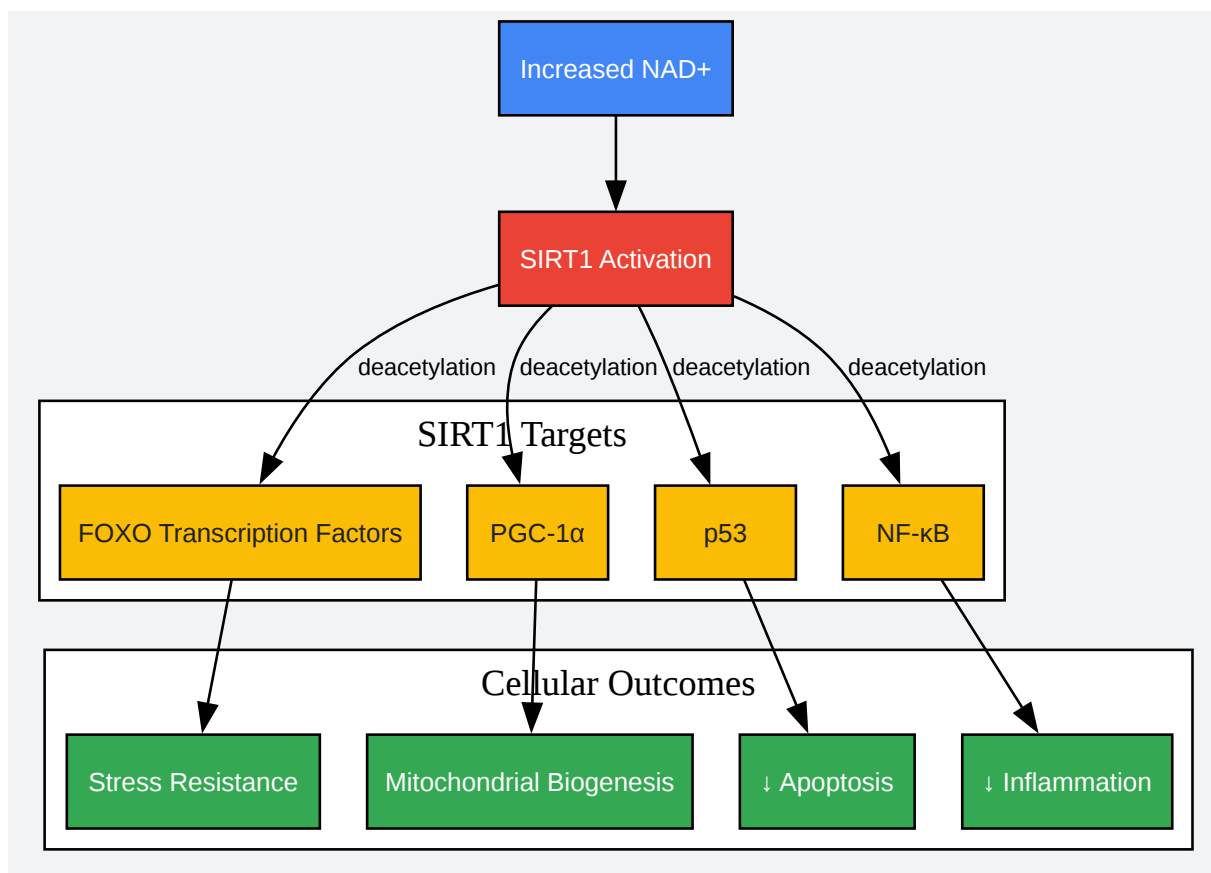 Increased NAD+
SIRT1 Activation
deacetylation
deacetylation
deacetylation
deacetylation
SIRT1 Targets
FOXO Transcription Factors
PGC-1α
p53
NF-κB
Cellular Outcomes
Stress Resistance
Mitochondrial Biogenesis
↓ Apoptosis
↓ Inflammation